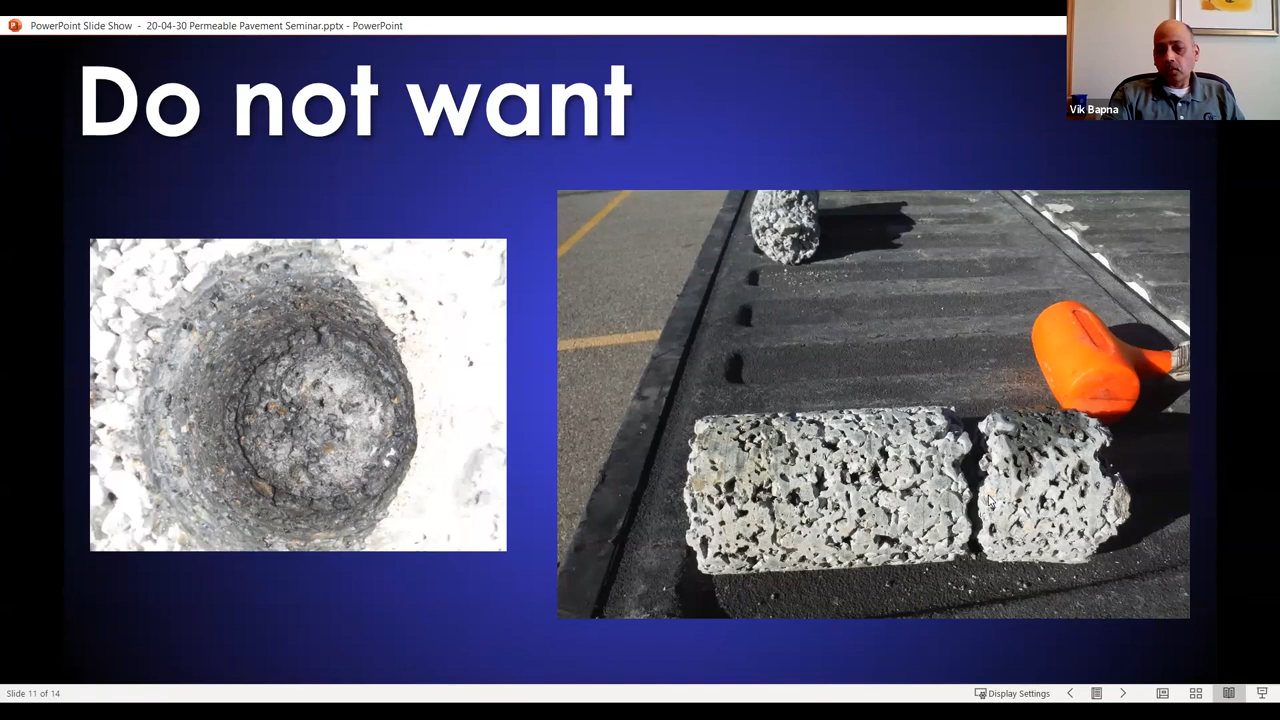 PowerPoint Slide Show - 20-04-30 Permeable Pavement Seminar.pptx - PowerPoint
Do not want
Vik Bapna
Slide 11 of 14
Display Settings